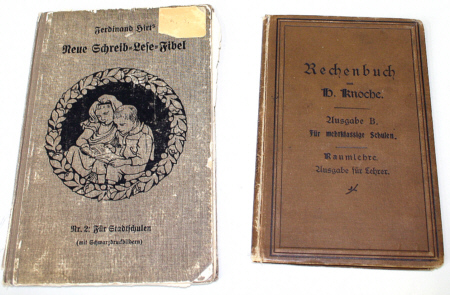 Ferdinand Hirts
Neue Schreib-Lese-Fibel
Nr. 2: Für Stadtschulen
(mit Schwarzdruckbildern)
Rechenbuch
von
H. Knoche.
Ausgabe B.
Für mehrklassige Schulen.
Raumlehre.
Ausgabe für Lehrer.